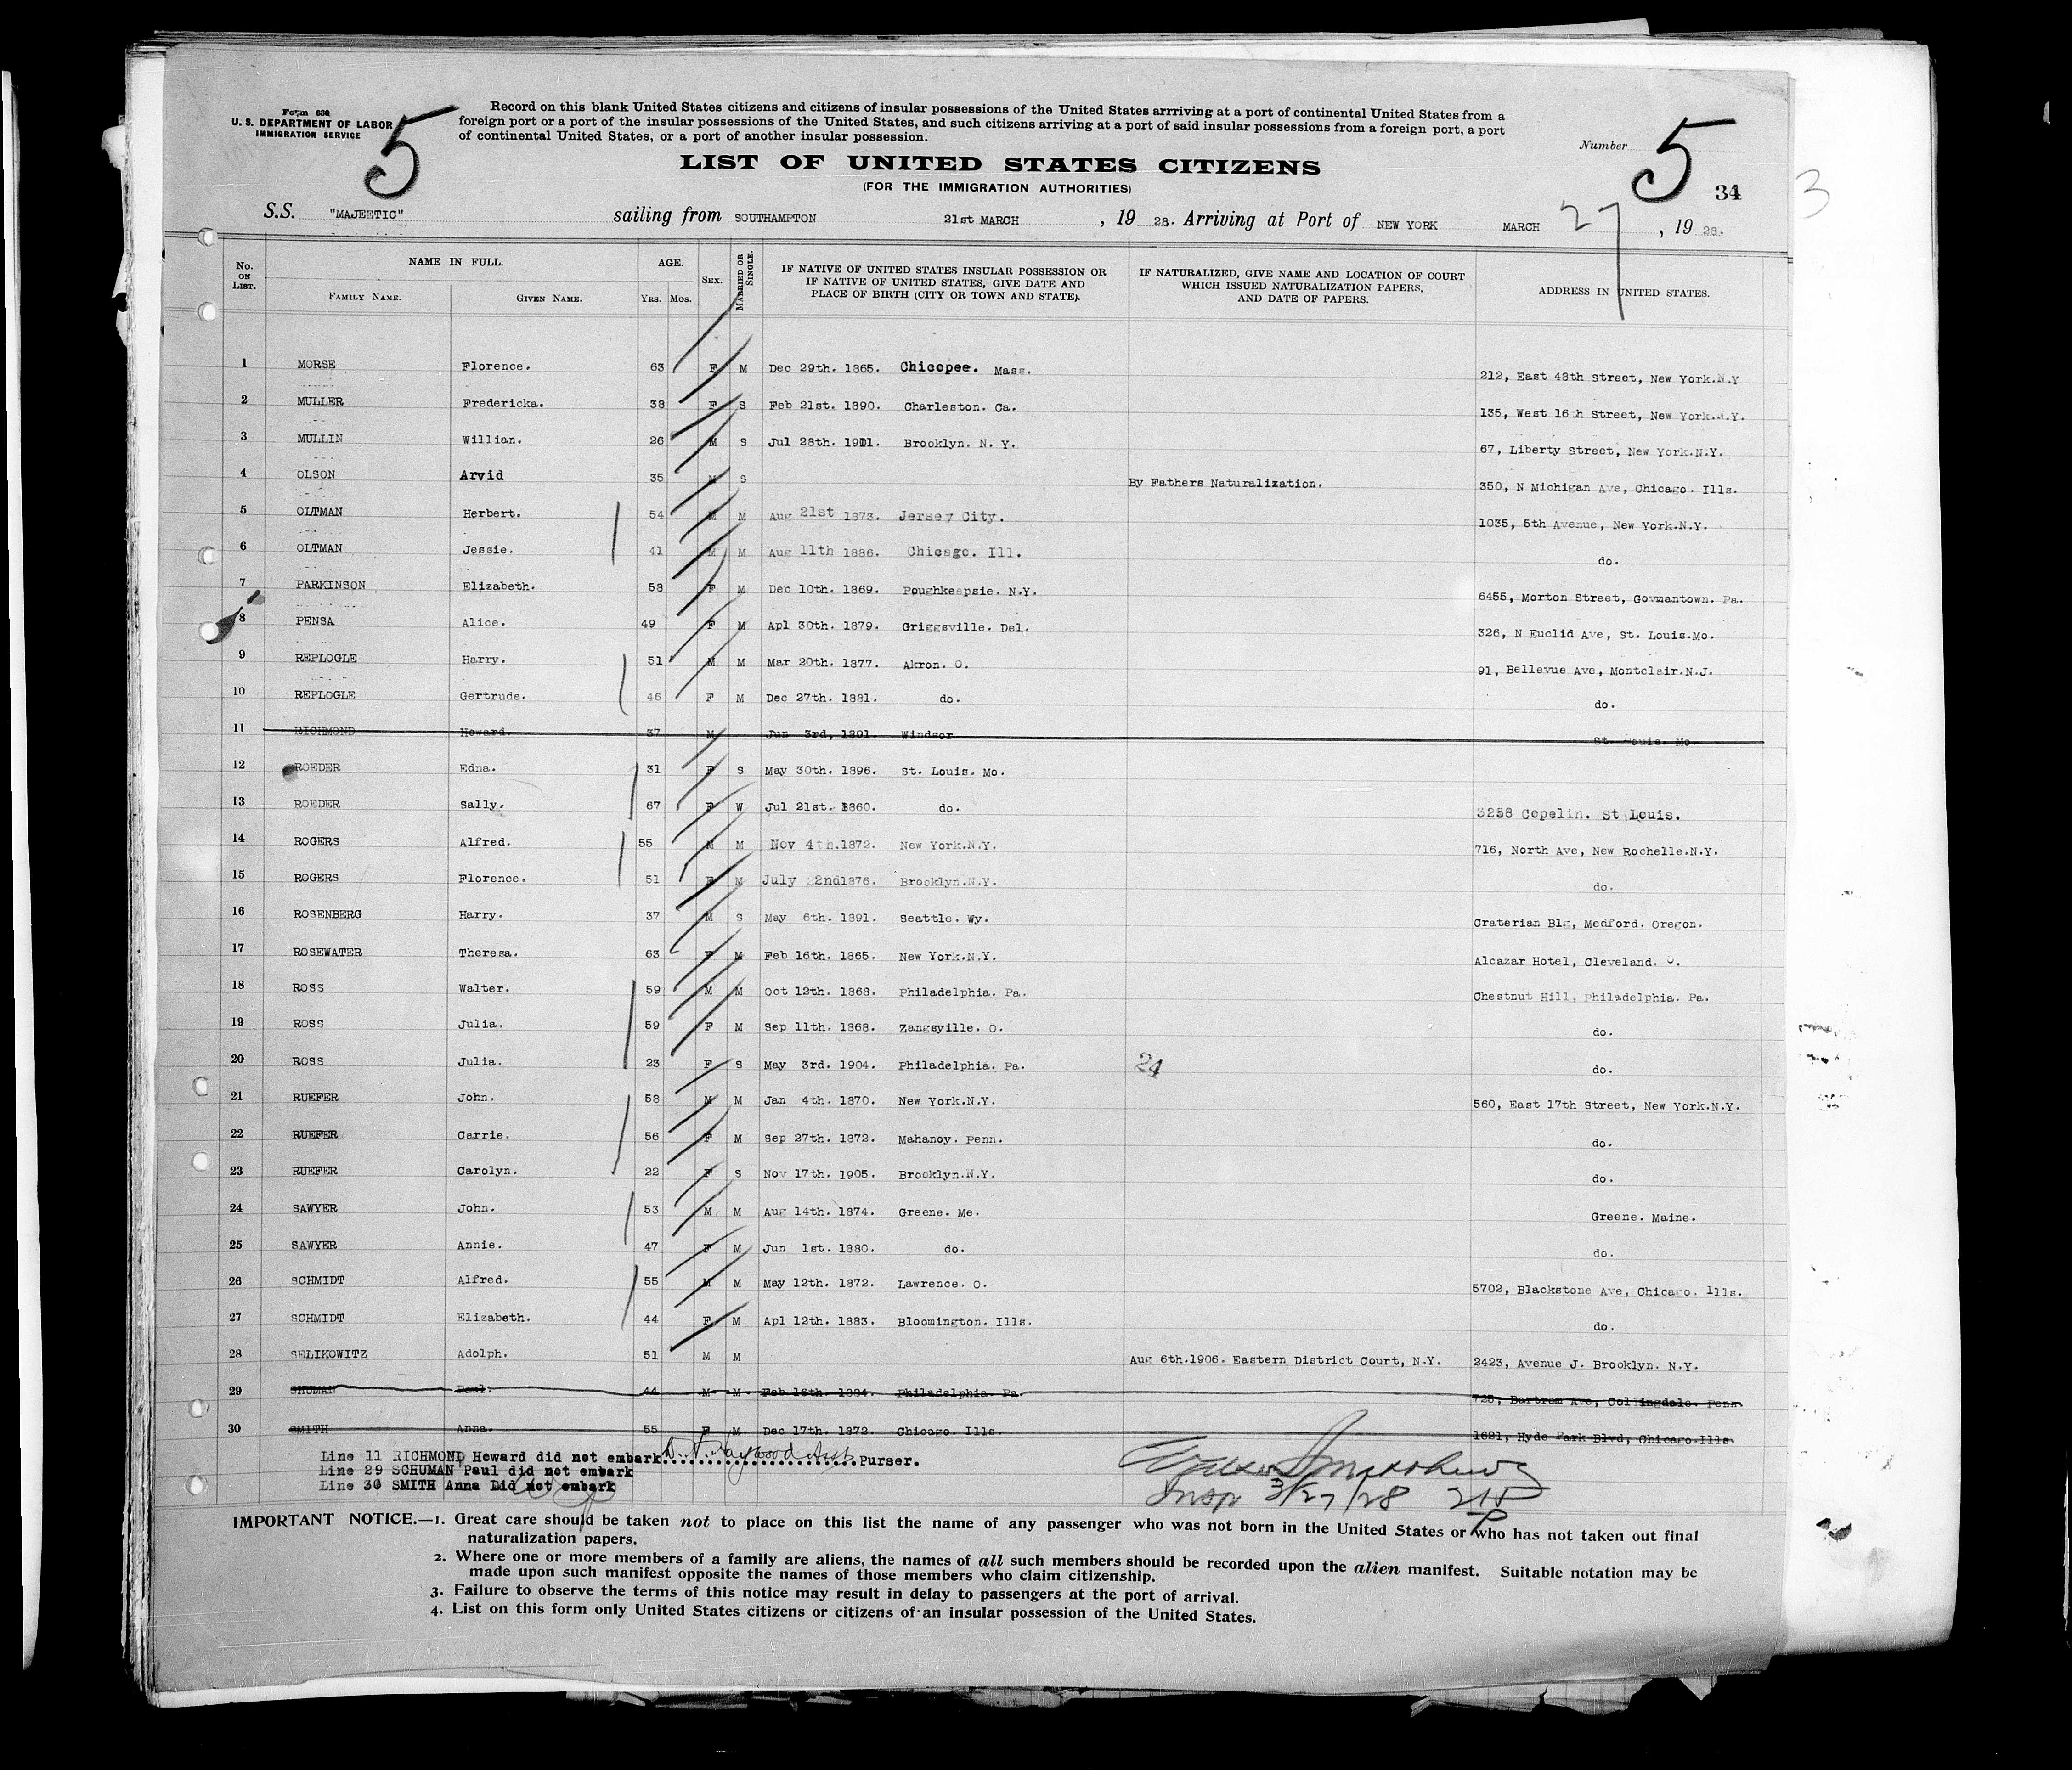 Form 630
U. S. DEPARTMENT OF LABOR
IMMIGRATION SERVICE
5
Record on this blank United States citizens and citizens of insular possessions of the United States arrriving at a port of continental United States from a
foreign port or a port of the insular possessions of the United States, and such citizens arriving at a port of said insular possessions from a foreign port, a port
of continental United States, or a port of another insular possession.
Number 5
34
3
LIST OF UNITED STATES CITIZENS
(FOR THE IMMIGRATION AUTHORITIES)
S.S. "MAJEETIC" sailing from SOUTHAMPTON 21st MARCH , 19 28. Arriving at Port of NEW YORK MARCH 27 , 19 28.
No. ON LIST. NAME IN FULL. FAMILY NAME. GIVEN NAME. AGE. YRS. MOS. SEX. MARRIED OR SINGLE. IF NATIVE OF UNITED STATES INSULAR POSSESSION OR IF NATIVE OF UNITED STATES, GIVE DATE AND PLACE OF BIRTH (CITY OR TOWN AND STATE). IF NATURALIZED, GIVE NAME AND LOCATION OF COURT WHICH ISSUED NATURALIZATION PAPERS, AND DATE OF PAPERS. ADDRESS IN UNITED STATES.
1 MORSE Florence. 63 F M Dec 29th. 1865. Chicopee. Mass. 212, East 48th Street, New York.N.Y
2 MULLER Fredericka. 38 F S Feb 21st. 1890. Charleston. Ca. 135, West 16th Street, New York.N.Y.
3 MULLIN Willian. 26 M S Jul 28th. 1901. Brooklyn. N. Y. 67, Liberty Street, New York.N.Y.
4 OLSON Arvid 35 M S By Fathers Naturalization. 350, N Michigan Ave, Chicago. Ills.
5 OLTMAN Herbert. 54 M M Aug 21st 1873. Jersey City. 1035, 5th Avenue, New York.N.Y.
6 OLTMAN Jessie. 41 M M Aug 11th 1886. Chicago. Ill. do.
7 PARKINSON Elizabeth. 58 F M Dec 10th. 1869. Poughkeepsie. N.Y. 6455, Morton Street, Govmantown. Pa.
8 PENSA Alice. 49 F M Apl 30th. 1879. Griggsville. Del. 326, N Euclid Ave, St. Louis.Mo.
9 REPLOGLE Harry. 51 M M Mar 20th. 1877. Akron. O. 91, Bellevue Ave, Montclair.N.J.
10 REPLOGLE Gertrude. 46 F M Dec 27th. 1881. do. do.
11 RICHMOND Howard. 37 M Jun 3rd, 1891. Windsor St. Louis. Mo.
12 ROEDER Edna. 31 F S May 30th. 1896. St. Louis. Mo.
13 ROEDER Sally. 67 F W Jul 21st. 1860. do. 3258 Copelin. St Louis.
14 ROGERS Alfred. 55 M M Nov 4th.1872. New York.N.Y. 716, North Ave, New Rochelle.N.Y.
15 ROGERS Florence. 51 F M July 22nd1876. Brooklyn.N.Y. do.
16 ROSENBERG Harry. 37 M S May 6th. 1891. Seattle. Wy. Craterian Blg, Medford. Oregon.
17 ROSEWATER Theresa. 63 F M Feb 16th. 1865. New York.N.Y. Alcazar Hotel, Cleveland. O.
18 ROSS Walter. 59 M M Oct 12th. 1868. Philadelphia. Pa. Chestnut Hill, Philadelphia. Pa.
19 ROSS Julia. 59 F M Sep 11th. 1868. Zangsville. O. do.
20 ROSS Julia. 23 F S May 3rd. 1904. Philadelphia. Pa. 24 do.
21 RUEFER John. 58 M M Jan 4th. 1870. New York.N.Y. 560, East 17th Street, New York.N.Y.
22 RUEFER Carrie. 56 F M Sep 27th. 1872. Mahanoy. Penn. do.
23 RUEFER Carolyn. 22 F S Nov 17th. 1905. Brooklyn.N.Y. do.
24 SAWYER John. 53 M M Aug 14th. 1874. Greene. Me. Greene. Maine.
25 SAWYER Annie. 47 F M Jun 1st. 1880. do. do.
26 SCHMIDT Alfred. 55 M M May 12th. 1872. Lawrence. O. 5702, Blackstone Ave, Chicago. Ills.
27 SCHMIDT Elizabeth. 44 F M Apl 12th. 1883. Bloomington. Ills. do.
28 SELIKOWITZ Adolph. 51 M M Aug 6th.1906. Eastern District Court, N.Y. 2423, Avenue J. Brooklyn. N.Y.
29 SHUMAN Paul. 44 M M Feb 16th. 1884. Philadelphia. Pa. 725, Bartram Ave, Collingdale. Penn.
30 SMITH Anna. 55 F M Dec 17th. 1872. Chicago. Ills. 1621, Hyde Park Blvd, Chicago.Ills.
Line 11 RICHMOND Howard did not embark. Purser.
Line 29 SCHUMAN Paul did not embark
Line 30 SMITH Anna Did not embark
Insp 3/27/28
IMPORTANT NOTICE.—1. Great care should be taken not to place on this list the name of any passenger who was not born in the United States or who has not taken out final
naturalization papers.
2. Where one or more members of a family are aliens, the names of all such members should be recorded upon the alien manifest. Suitable notation may be
made upon such manifest opposite the names of those members who claim citizenship.
3. Failure to observe the terms of this notice may result in delay to passengers at the port of arrival.
4. List on this form only United States citizens or citizens of an insular possession of the United States.